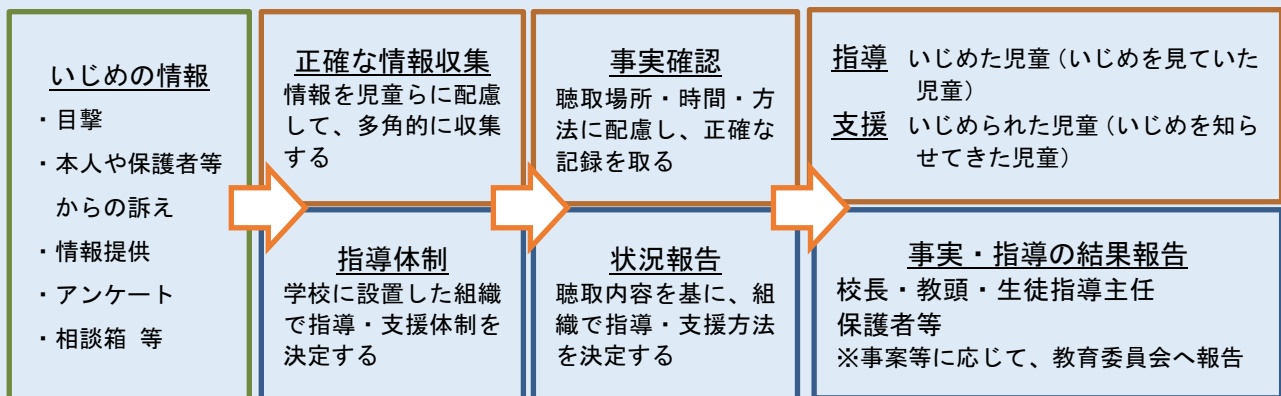 いじめの情報
・目撃
・本人や保護者等
からの訴え
・情報提供
・アンケート
・相談箱 等
正確な情報収集
情報を児童らに配慮
して、多角的に収集
する
指導体制
学校に設置した組織
で指導・支援体制を
決定する
事実確認
聴取場所・時間・方
法に配慮し、正確な
記録を取る
状況報告
聴取内容を基に、組
織で指導・支援方法
を決定する
指導 いじめた児童（いじめを見ていた
児童）
支援 いじめられた児童（いじめを知ら
せてきた児童）
事実・指導の結果報告
校長・教頭・生徒指導主任
保護者等
※事案等に応じて、教育委員会へ報告